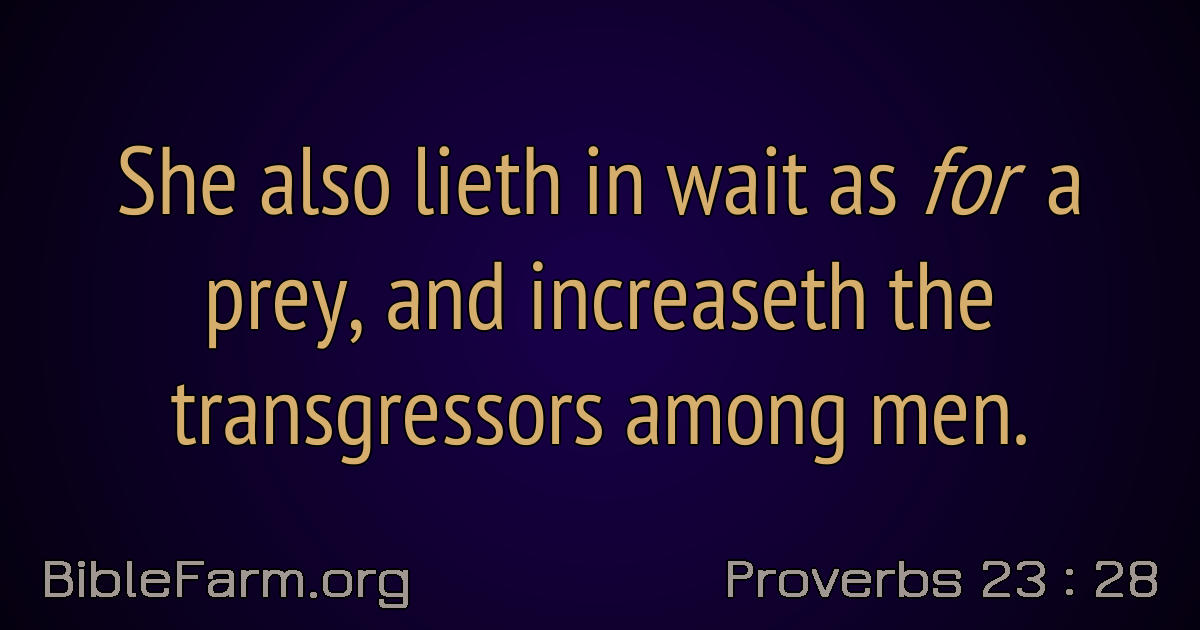 She also lieth in wait as for a
prey, and increaseth the
transgressors among men.
BibleFarm.org
Proverbs 23 : 28